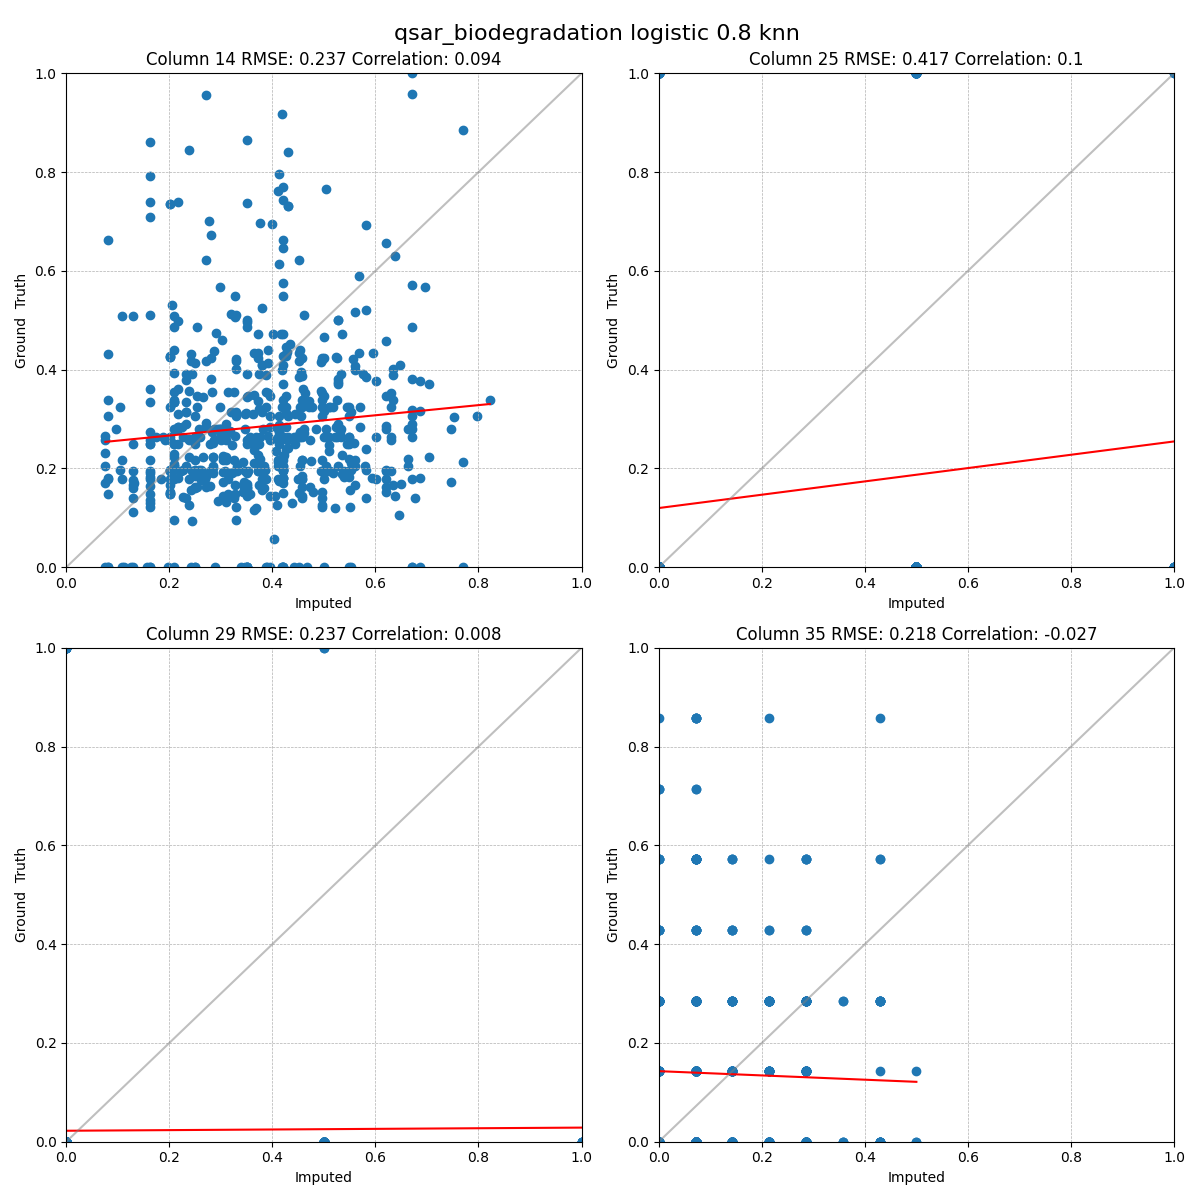 qsar_biodegradation logistic 0.8 knn
Column 14 RMSE: 0.237 Correlation: 0.094
1.0
0.8
0.6
0.4
0.2
0.0
Ground Truth
0.0 0.2 0.4 0.6 0.8 1.0
Imputed
Column 25 RMSE: 0.417 Correlation: 0.1
1.0
0.8
0.6
0.4
0.2
0.0
Ground Truth
0.0 0.2 0.4 0.6 0.8 1.0
Imputed
Column 29 RMSE: 0.237 Correlation: 0.008
1.0
0.8
0.6
0.4
0.2
0.0
Ground Truth
0.0 0.2 0.4 0.6 0.8 1.0
Imputed
Column 35 RMSE: 0.218 Correlation: -0.027
1.0
0.8
0.6
0.4
0.2
0.0
Ground Truth
0.0 0.2 0.4 0.6 0.8 1.0
Imputed